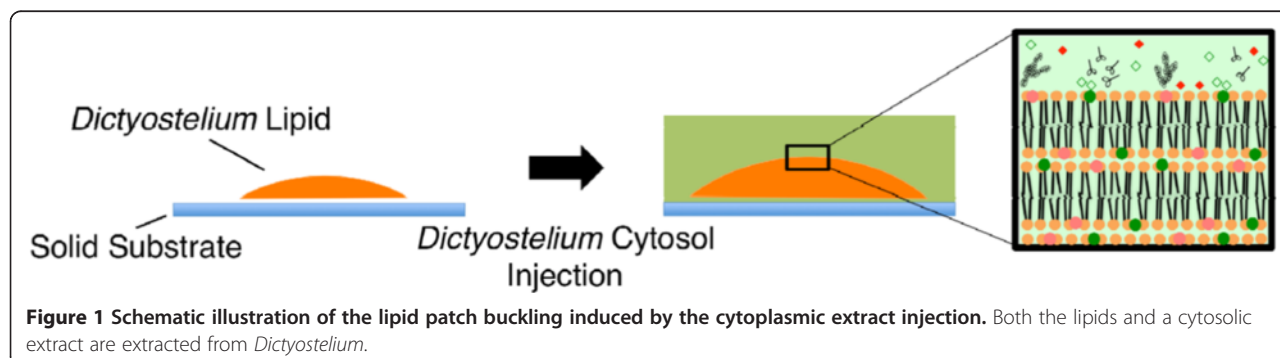 Dictyostelium Lipid
Solid Substrate
Dictyostelium Cytosol
Injection
Figure 1 Schematic illustration of the lipid patch buckling induced by the cytoplasmic extract injection. Both the lipids and a cytosolic
extract are extracted from Dictyostelium.